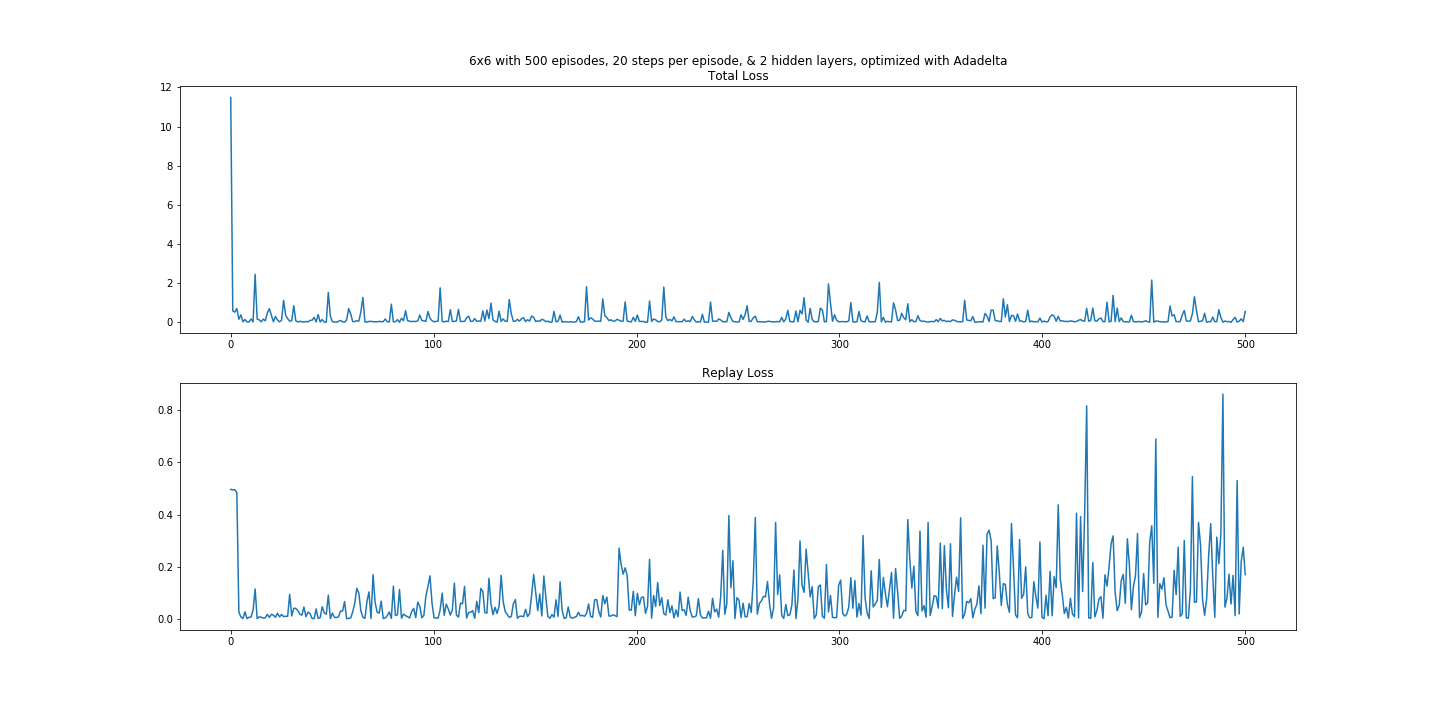 6x6 with 500 episodes, 20 steps per episode, & 2 hidden layers, optimized with Adadelta
Total Loss
12
10
8
6
4
2
0
0 100 200 300 400 500
Replay Loss
0.8
0.6
0.4
0.2
0.0
0 100 200 300 400 500